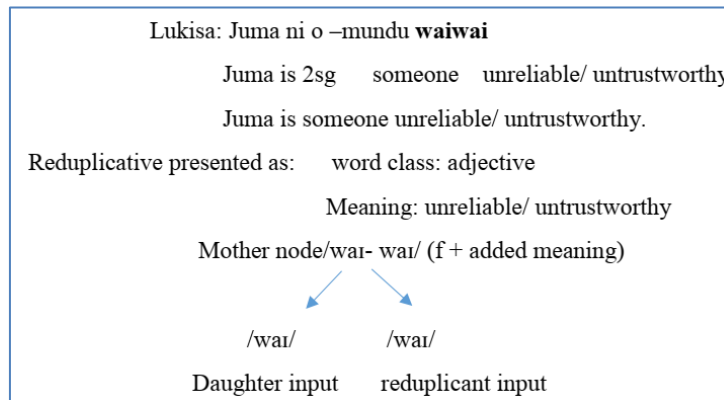 Lukisa: Juma ni o –mundu waiwai
Juma is 2sg someone unreliable/ untrustworthy
Juma is someone unreliable/ untrustworthy.
Reduplicative presented as: word class: adjective
Meaning: unreliable/ untrustworthy
Mother node/waɪ- waɪ/ (f + added meaning)
/waɪ/ /waɪ/
Daughter input reduplicant input